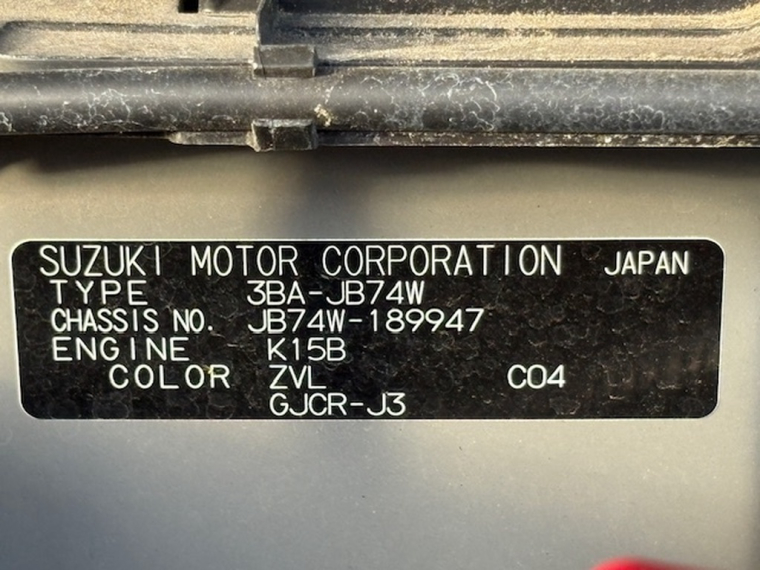 SUZUKI MOTOR CORPORATION JAPAN
TYPE 3BA-JB74W
CHASSIS NO. JB74W-189947
ENGINE K15B
COLOR ZVL C04
GJCR-J3